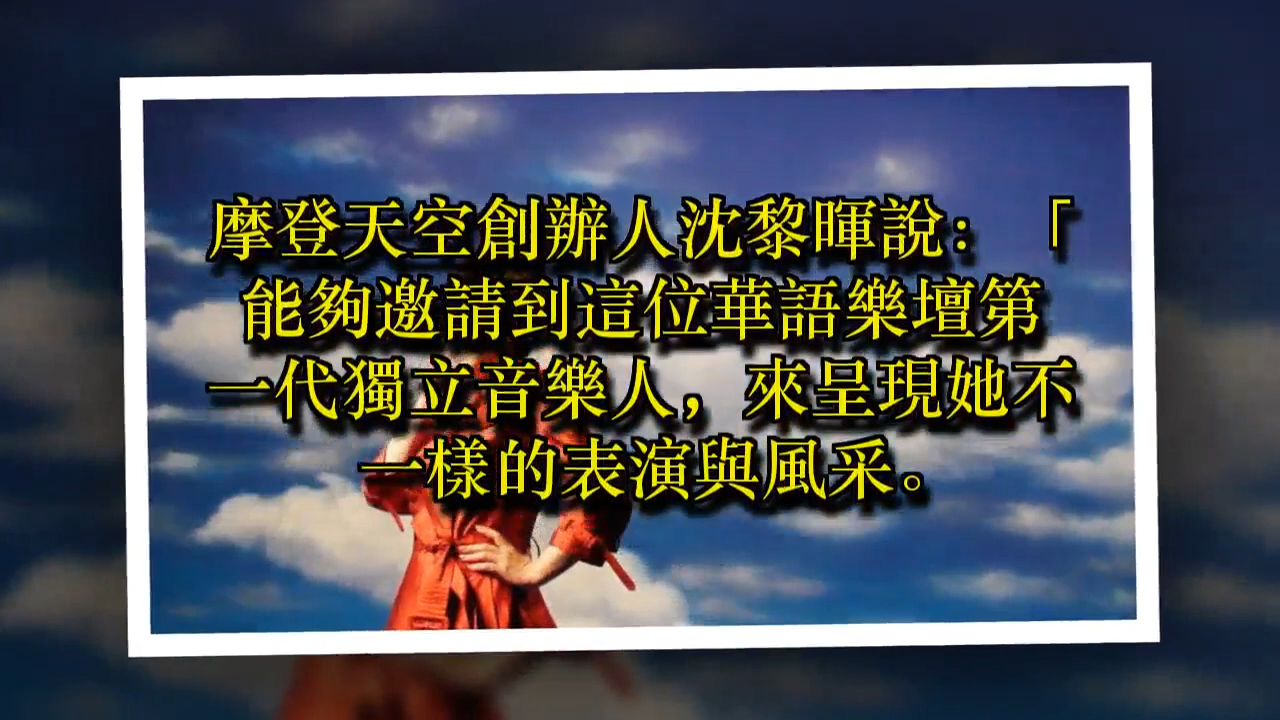 摩登天空創辦人沈黎暉說：「
能夠邀請到這位華語樂壇第
一代獨立音樂人，來呈現她不
一樣的表演與風采。